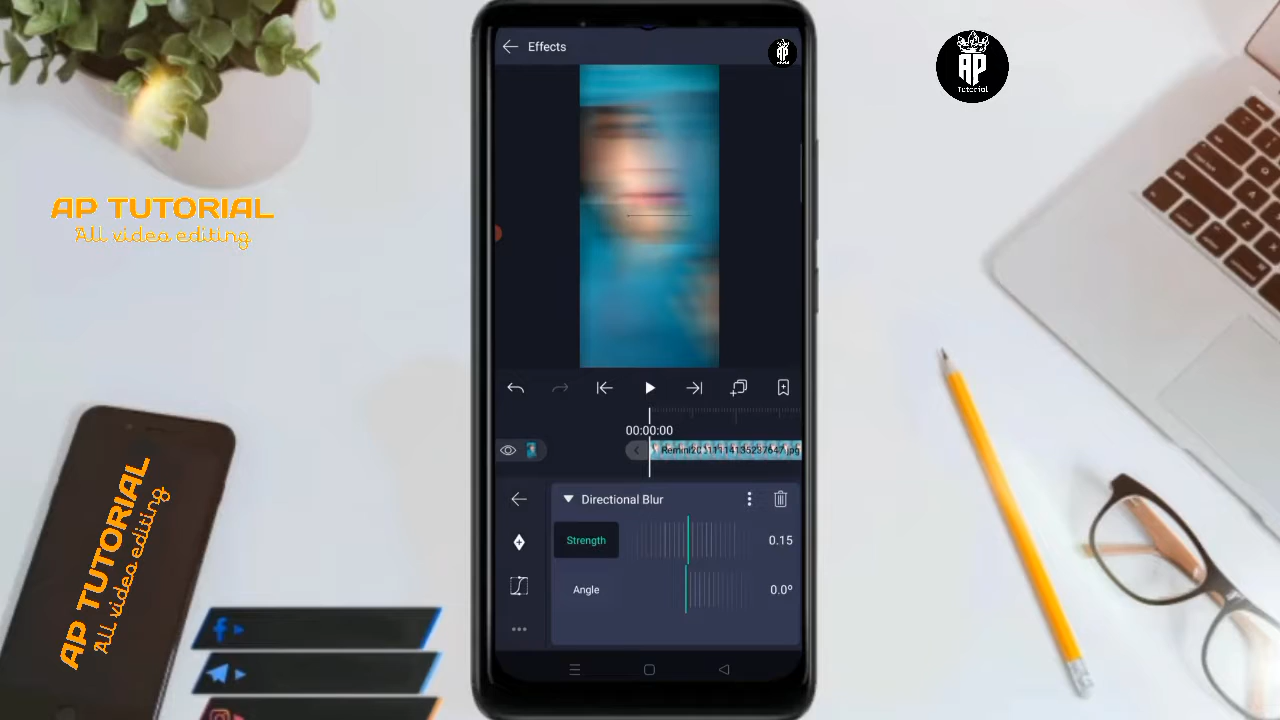 Effects
AP
Tutorial
AP TUTORIAL
All video editing
00:00:00
Directional Blur
Strength
0.15
Angle
0.0º
AP TUTORIAL
All video editing